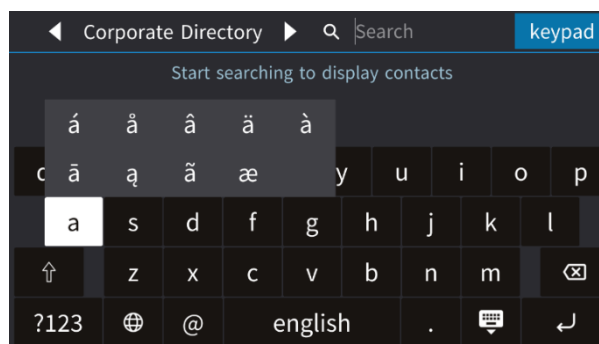 Corporate Directory Search keypad
Start searching to display contacts
á å â ä à
ā ą ã æ y u i o p
a s d f g h j k l
z x c v b n m
?123 @ english .